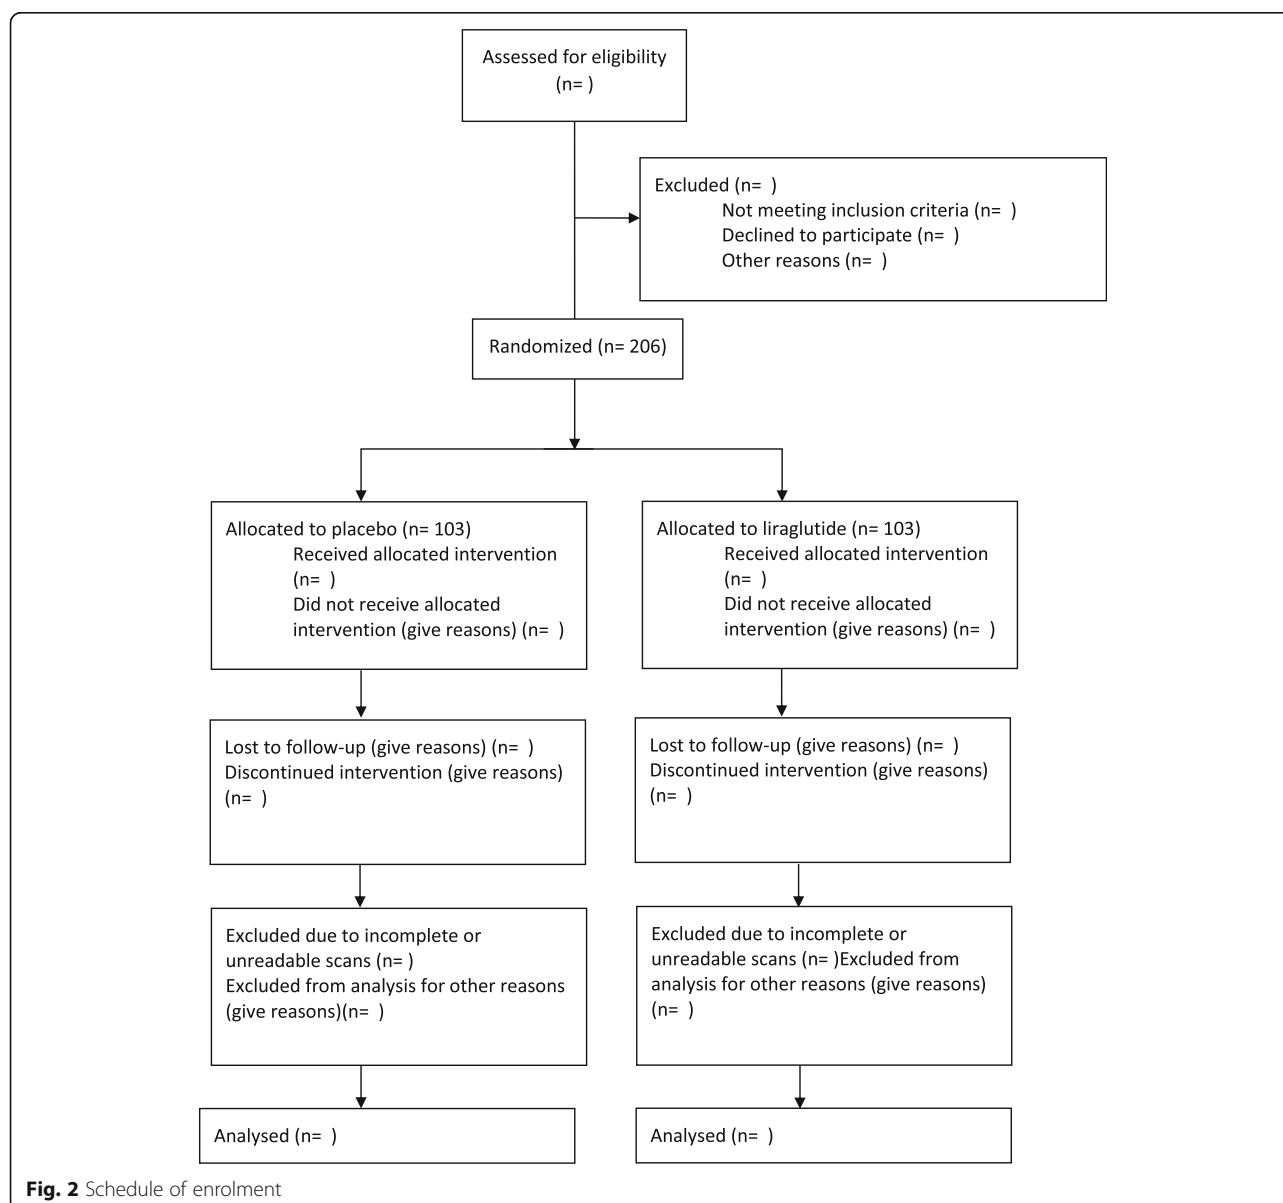 Assessed for eligibility
(n= )
Excluded (n=  )
Not meeting inclusion criteria (n=  )
Declined to participate (n=  )
Other reasons (n=  )
Randomized (n= 206)
Allocated to placebo (n= 103)
Received allocated intervention
(n=  )
Did not receive allocated
intervention (give reasons) (n=  )
Allocated to liraglutide (n= 103)
Received allocated intervention
(n=  )
Did not receive allocated
intervention (give reasons) (n=  )
Lost to follow-up (give reasons) (n=  )
Discontinued intervention (give reasons)
(n=  )
Lost to follow-up (give reasons) (n=  )
Discontinued intervention (give reasons)
(n=  )
Excluded due to incomplete or
unreadable scans (n= )
Excluded from analysis for other reasons
(give reasons)(n=  )
Excluded due to incomplete or
unreadable scans (n= )Excluded from
analysis for other reasons (give reasons)
(n=  )
Analysed (n=  )
Analysed (n=  )
Fig. 2 Schedule of enrolment